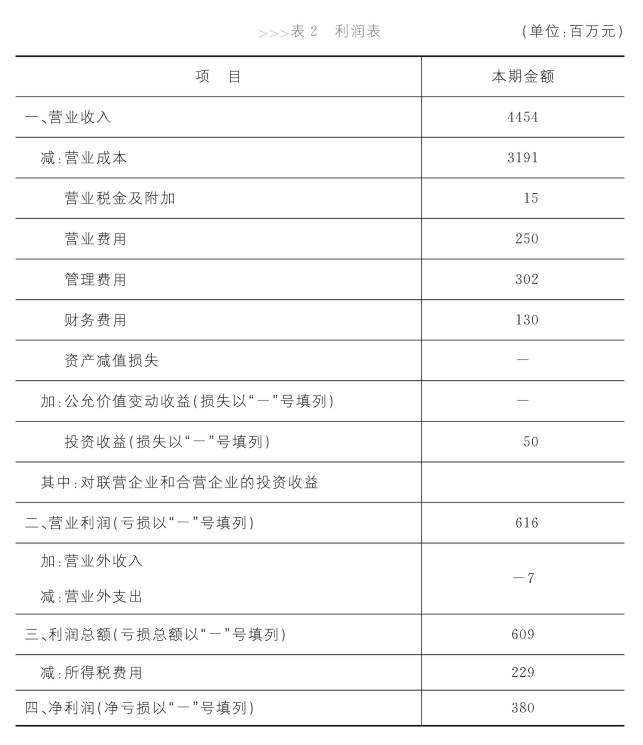 >>>表 2 利润表 (单位:百万元)
项 目 本期金额
一、营业收入 4454
减:营业成本 3191
营业税金及附加 15
营业费用 250
管理费用 302
财务费用 130
资产减值损失 —
加:公允价值变动收益(损失以“—”号填列) —
投资收益(损失以“—”号填列) 50
其中:对联营企业和合营企业的投资收益
二、营业利润(亏损以“—”号填列) 616
加:营业外收入
减:营业外支出
—7
三、利润总额(亏损总额以“—”号填列) 609
减:所得税费用 229
四、净利润(净亏损以“—”号填列) 380